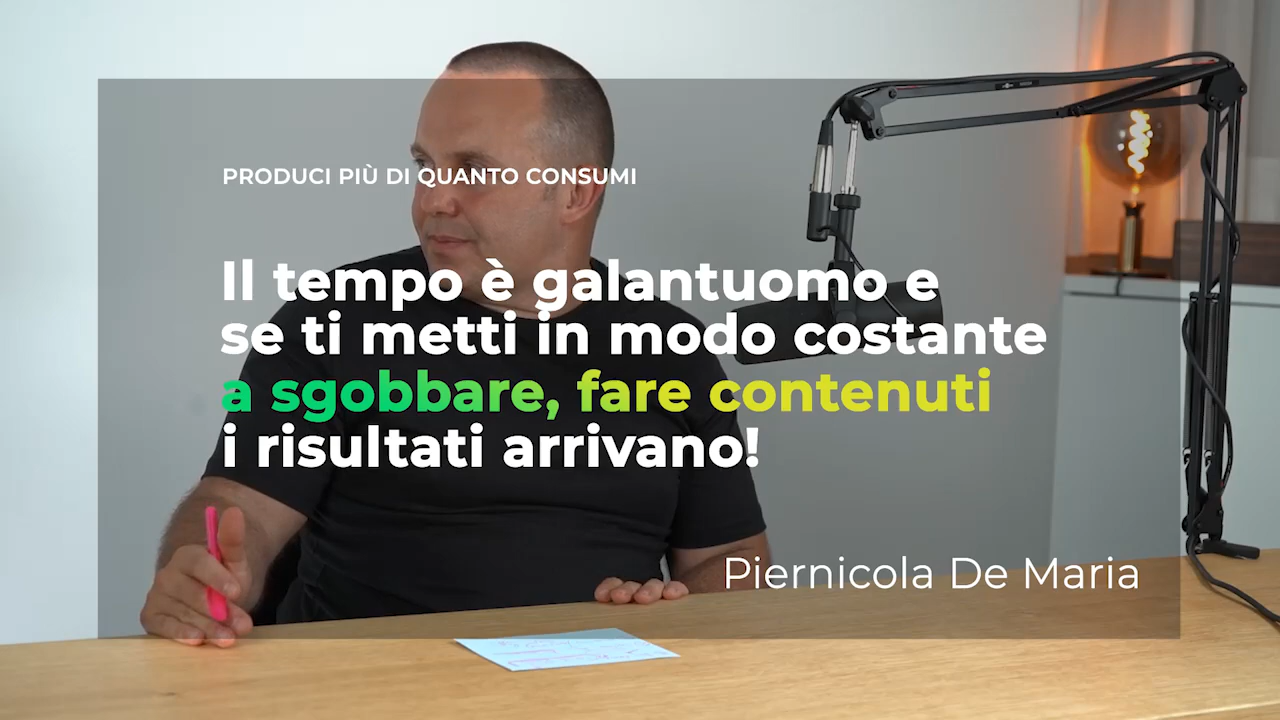 PRODUCI PIÙ DI QUANTO CONSUMI
Il tempo è galantuomo e
se ti metti in modo costante
a sgobbare, fare contenuti
i risultati arrivano!
Piernicola De Maria